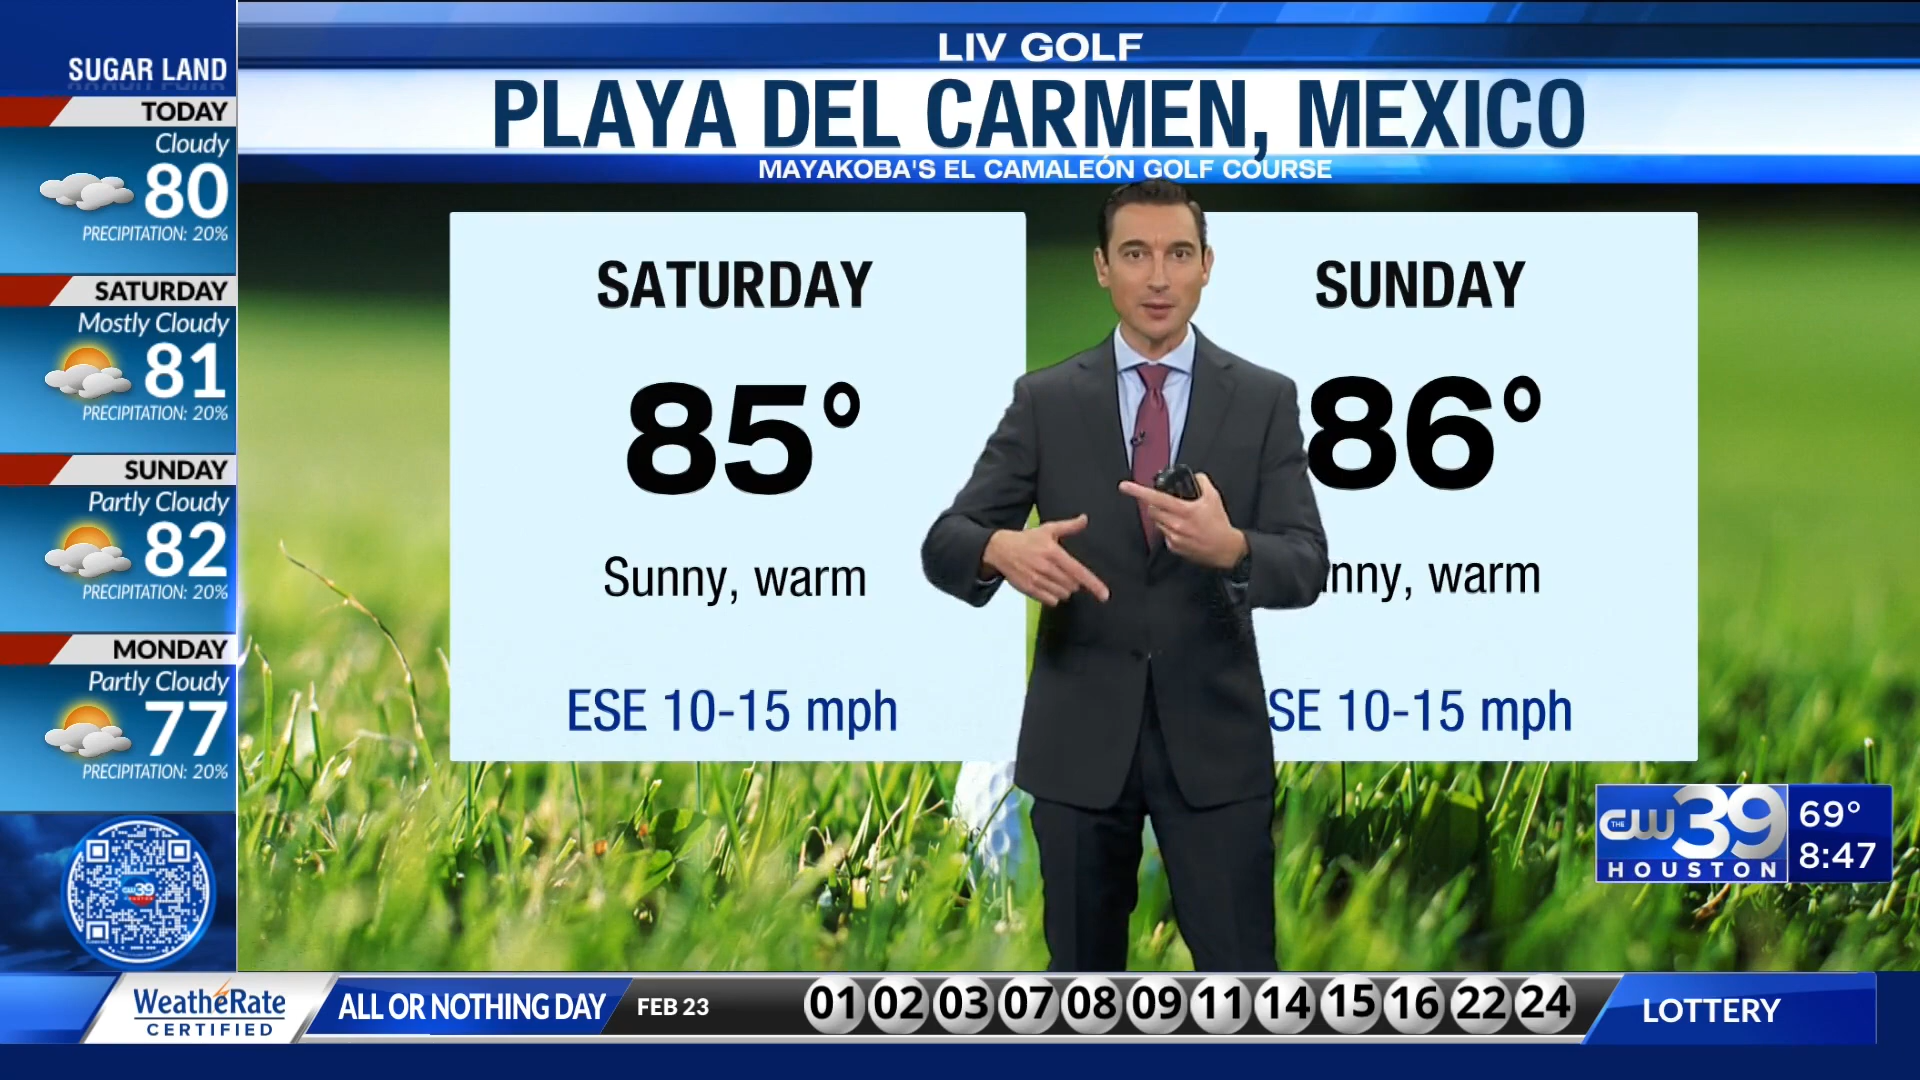 SUGAR LAND
TODAY
Cloudy
80
PRECIPITATION: 20%
SATURDAY
Mostly Cloudy
81
PRECIPITATION: 20%
SUNDAY
Partly Cloudy
82
PRECIPITATION: 20%
MONDAY
Partly Cloudy
77
PRECIPITATION: 20%
LIV GOLF
PLAYA DEL CARMEN, MEXICO
MAYAKOBA'S EL CAMALEÓN GOLF COURSE
SATURDAY
85°
Sunny, warm
ESE 10-15 mph
SUNDAY
86°
nny, warm
SE 10-15 mph
THE CW 39
HOUSTON
69°
8:47
WeatheRate
CERTIFIED
ALL OR NOTHING DAY FEB 23 01 02 03 07 08 09 11 14 15 16 22 24 LOTTERY